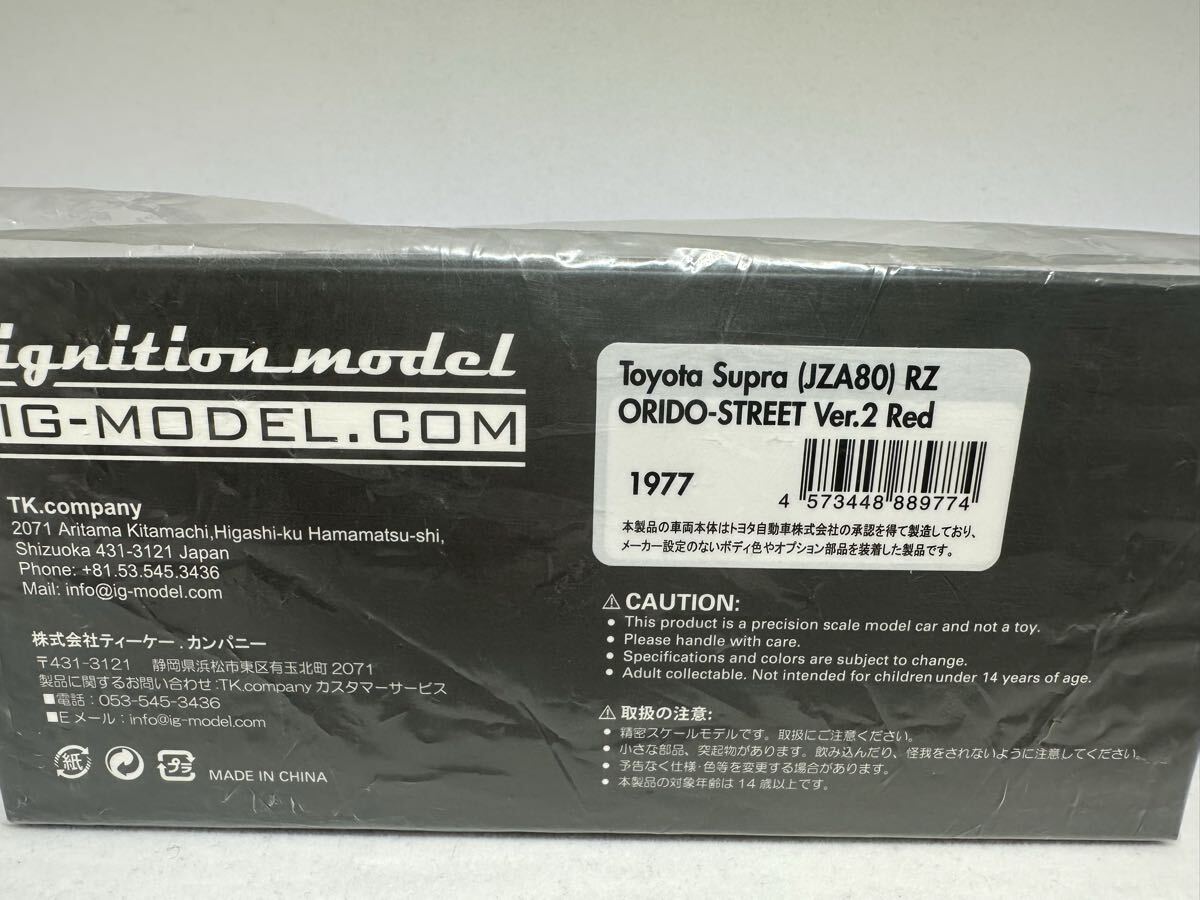 ignition model
IG-MODEL.COM
TK.company
2071 Aritama Kitamachi,Higashi-ku Hamamatsu-shi,
Shizuoka 431-3121 Japan
Phone: +81.53.545.3436
Mail: info@ig-model.com
株式会社ティーケー.カンパニー
〒431-3121 静岡県浜松市東区有玉北町2071
製品に関するお問い合わせ:TK.company カスタマーサービス
■電話:053-545-3436
■Eメール:info@ig-model.com
紙 プラ MADE IN CHINA
Toyota Supra (JZA80) RZ
ORIDO-STREET Ver.2 Red
1977
4 573448 889774
本製品の車両本体はトヨタ自動車株式会社の承認を得て製造しており、
メーカー設定のないボディ色やオプション部品を装着した製品です。
⚠ CAUTION:
• This product is a precision scale model car and not a toy.
• Please handle with care.
• Specifications and colors are subject to change.
• Adult collectable. Not intended for children under 14 years of age.
⚠ 取扱の注意:
• 精密スケールモデルです。取扱にご注意ください。
• 小さな部品、突起物があります。飲み込んだり、怪我をされないように注意してください。
• 予告なく仕様・色等を変更する場合があります。
• 本製品の対象年齢は14歳以上です。